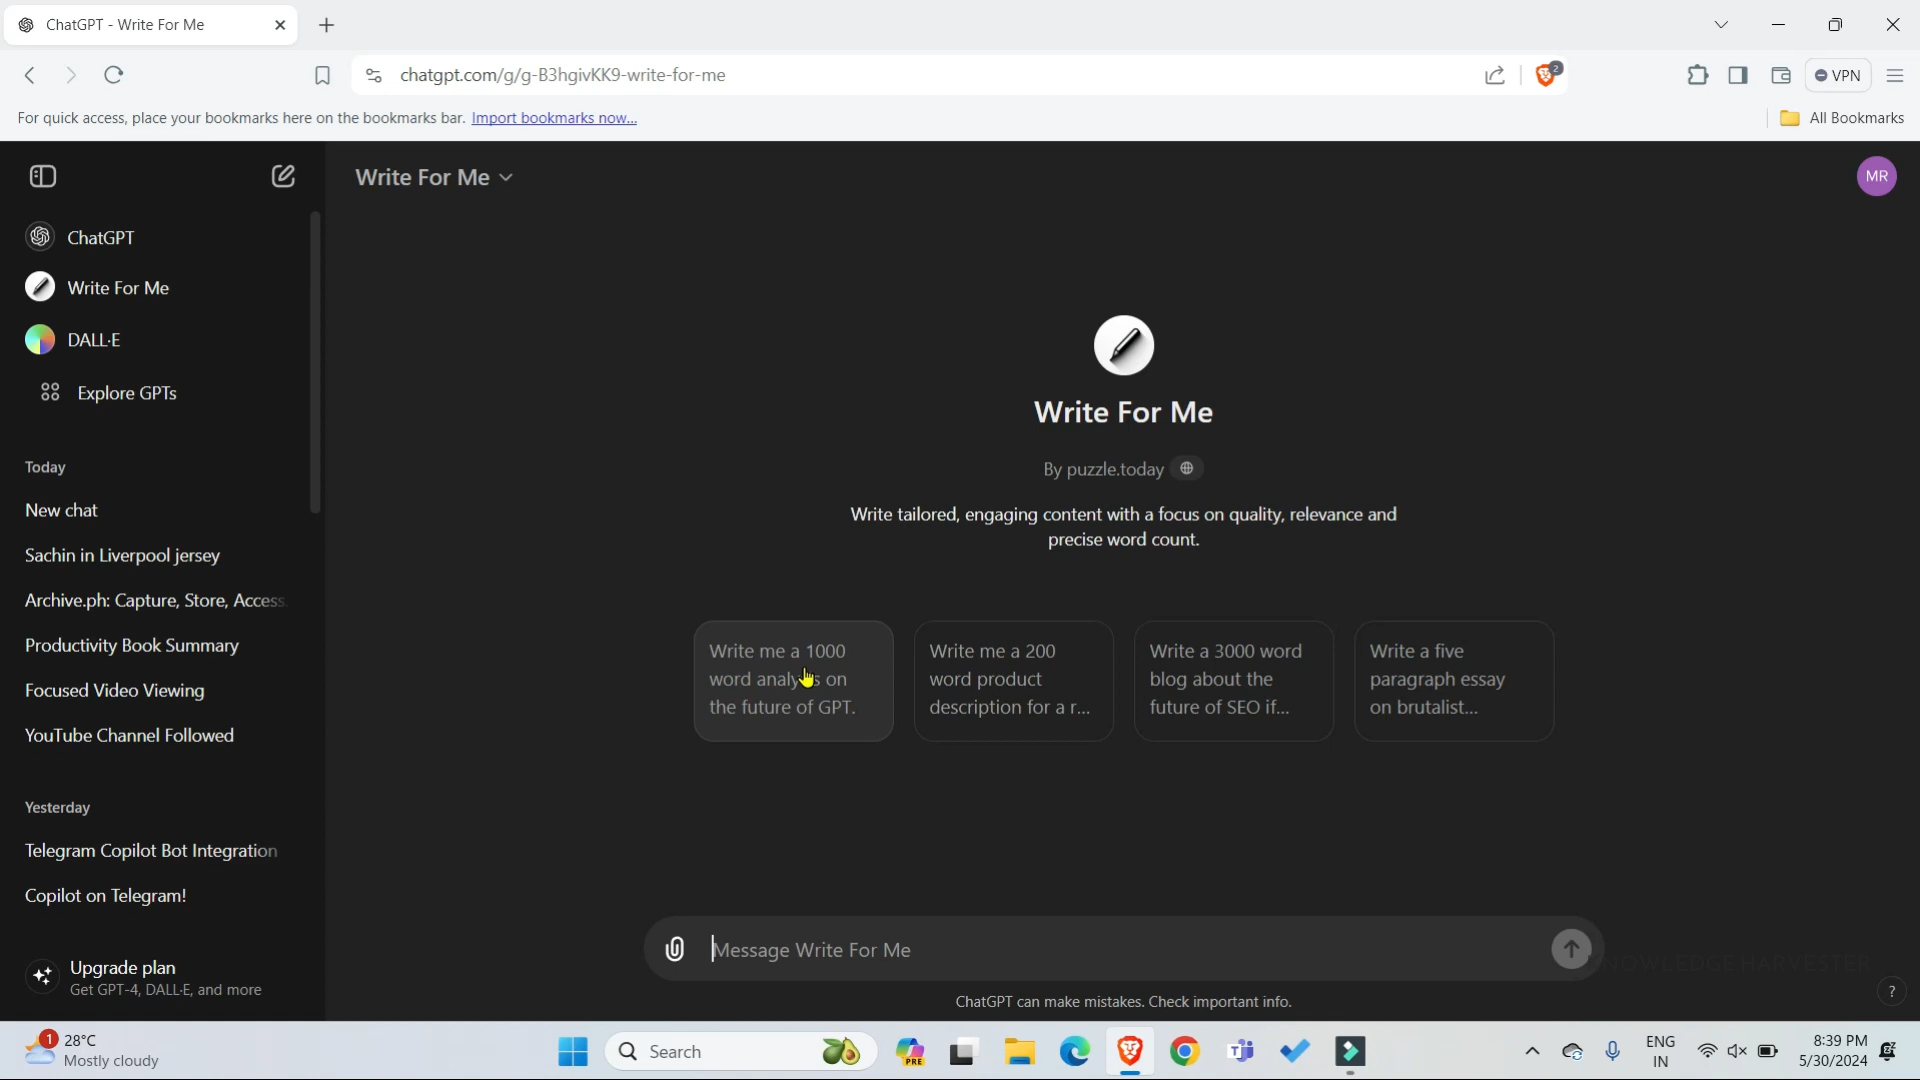 ChatGPT - Write For Me
chatgpt.com/g/g-B3hgivKK9-write-for-me
2
VPN
For quick access, place your bookmarks here on the bookmarks bar. Import bookmarks now...
All Bookmarks
Write For Me
MR
ChatGPT
Write For Me
DALL·E
Explore GPTs
Today
New chat
Sachin in Liverpool jersey
Archive.ph: Capture, Store, Access
Productivity Book Summary
Focused Video Viewing
YouTube Channel Followed
Yesterday
Telegram Copilot Bot Integration
Copilot on Telegram!
Upgrade plan
Get GPT-4, DALL·E, and more
Write For Me
By puzzle.today
Write tailored, engaging content with a focus on quality, relevance and
precise word count.
Write me a 1000
word analysis on
the future of GPT.
Write me a 200
word product
description for a r...
Write a 3000 word
blog about the
future of SEO if...
Write a five
paragraph essay
on brutalist...
Message Write For Me
KNOWLEDGEHARVESTER
ChatGPT can make mistakes. Check important info.
?
1
28°C
Mostly cloudy
Search
PRE
ENG
IN
8:39 PM
5/30/2024